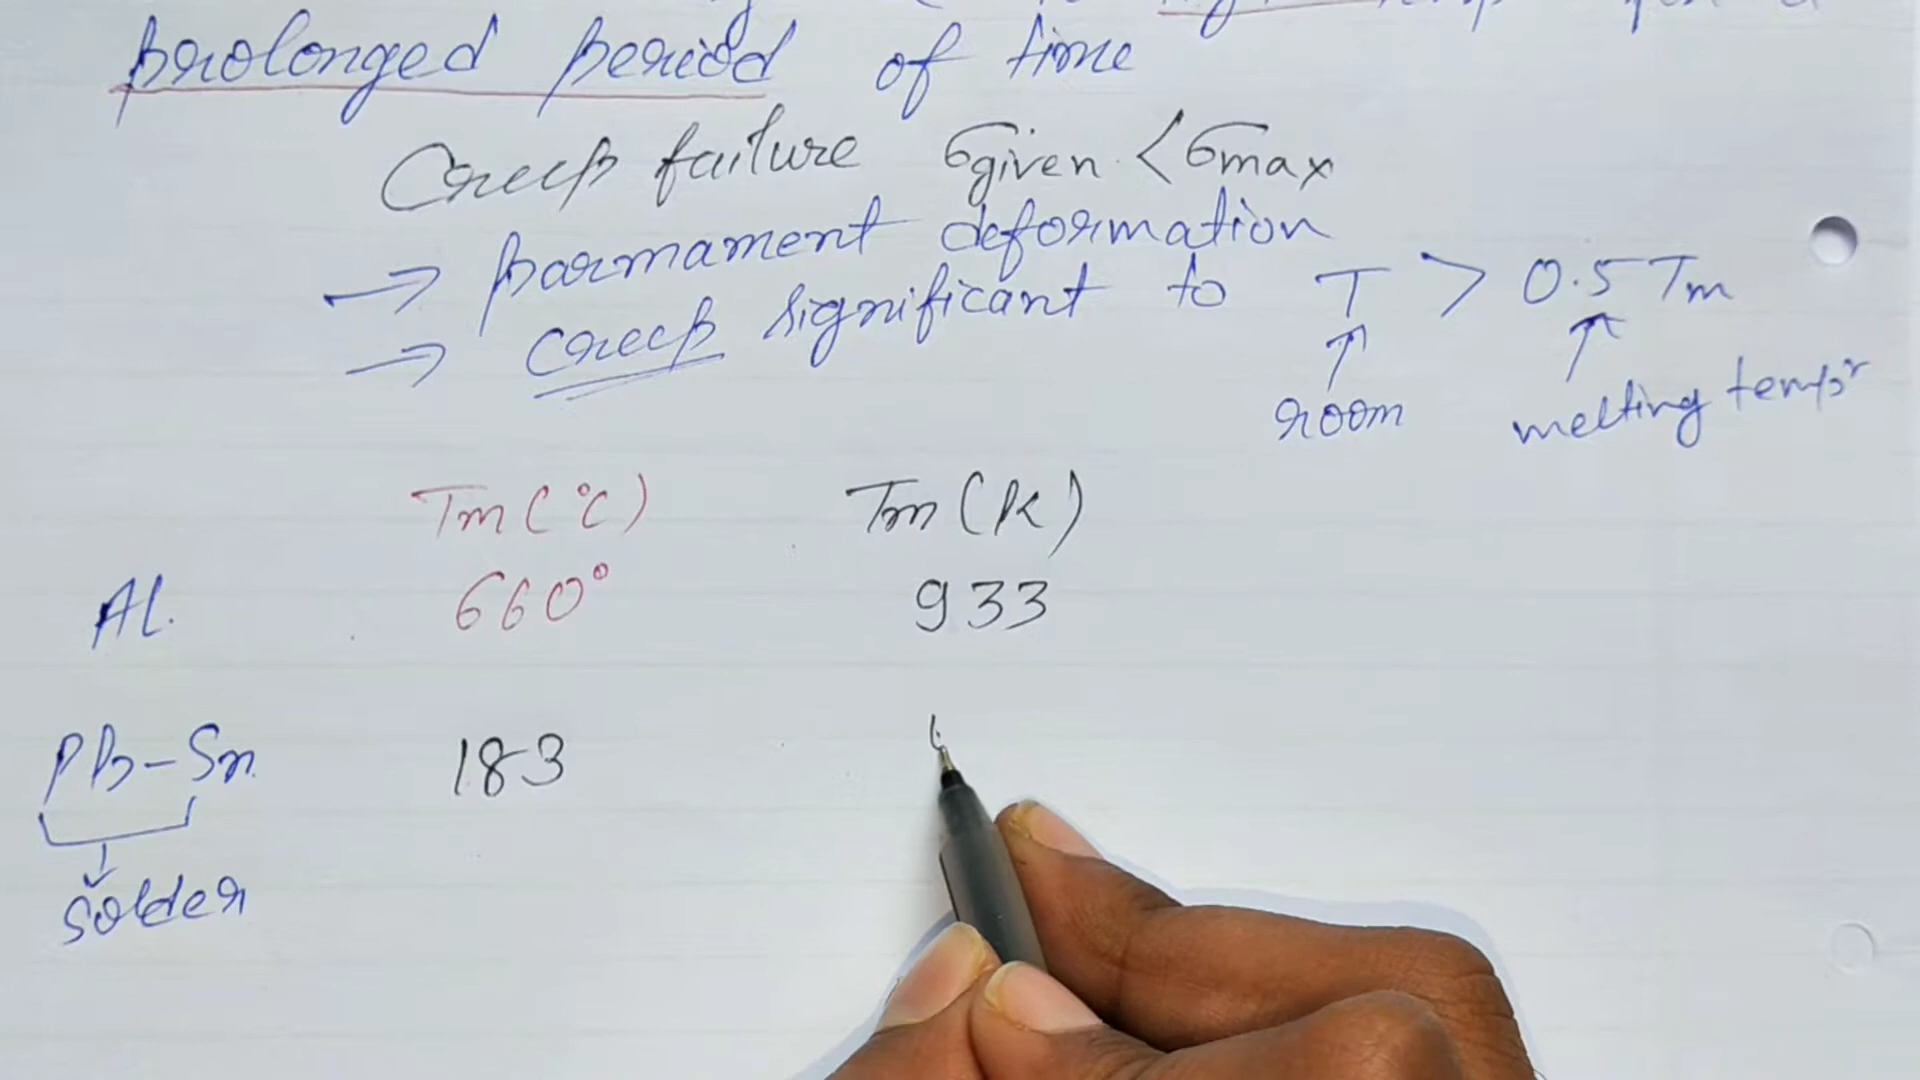 prolonged period of time
Creep failure σgiven < σmax
→ parmament deformation
→ creep significant to T > 0.5 Tm
↑ ↑
room melting tempr
Tm (°C) Tm (K)
Al. 660° 933
Pb-Sn 183
solder